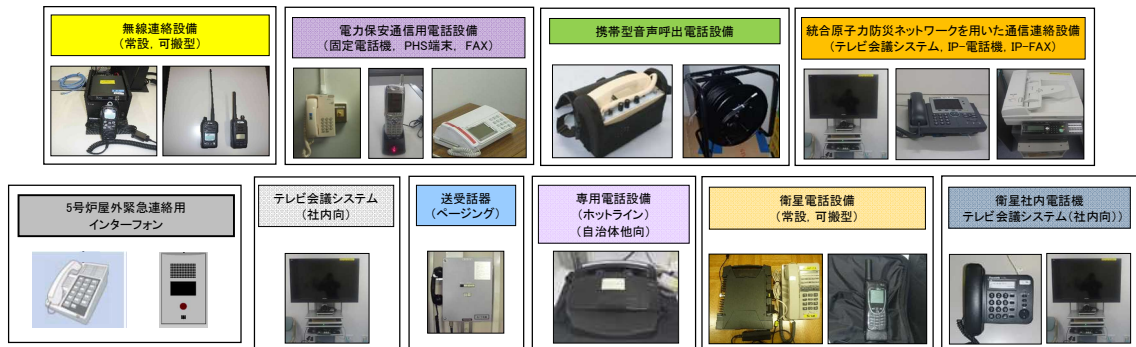 無線連絡設備
(常設, 可搬型)
電力保安通信用電話設備
(固定電話機, PHS端末, FAX)
携帯型音声呼出電話設備
統合原子力防災ネットワークを用いた通信連絡設備
(テレビ会議システム, IP-電話機, IP-FAX)
5号炉屋外緊急連絡用
インターフォン
テレビ会議システム
(社内向)
送受話器
(ページング)
専用電話設備
(ホットライン)
(自治体他向)
衛星電話設備
(常設, 可搬型)
衛星社内電話機
テレビ会議システム(社内向))